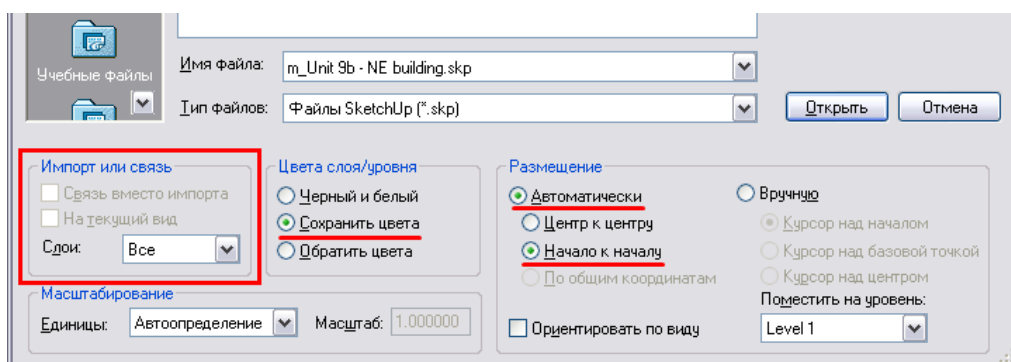 Учебные файлы
Имя файла: m_Unit 9b - NE building.skp
Тип файлов: Файлы SketchUp (*.skp)
Открыть Отмена
Импорт или связь
Связь вместо импорта
На текущий вид
Слои: Все
Цвета слоя/уровня
Черный и белый
Сохранить цвета
Обратить цвета
Размещение
Автоматически
Центр к центру
Начало к началу
По общим координатам
Ориентировать по виду
Вручную
Курсор над началом
Курсор над базовой точкой
Курсор над центром
Поместить на уровень:
Level 1
Масштабирование
Единицы: Автоопределение Масштаб: 1.000000